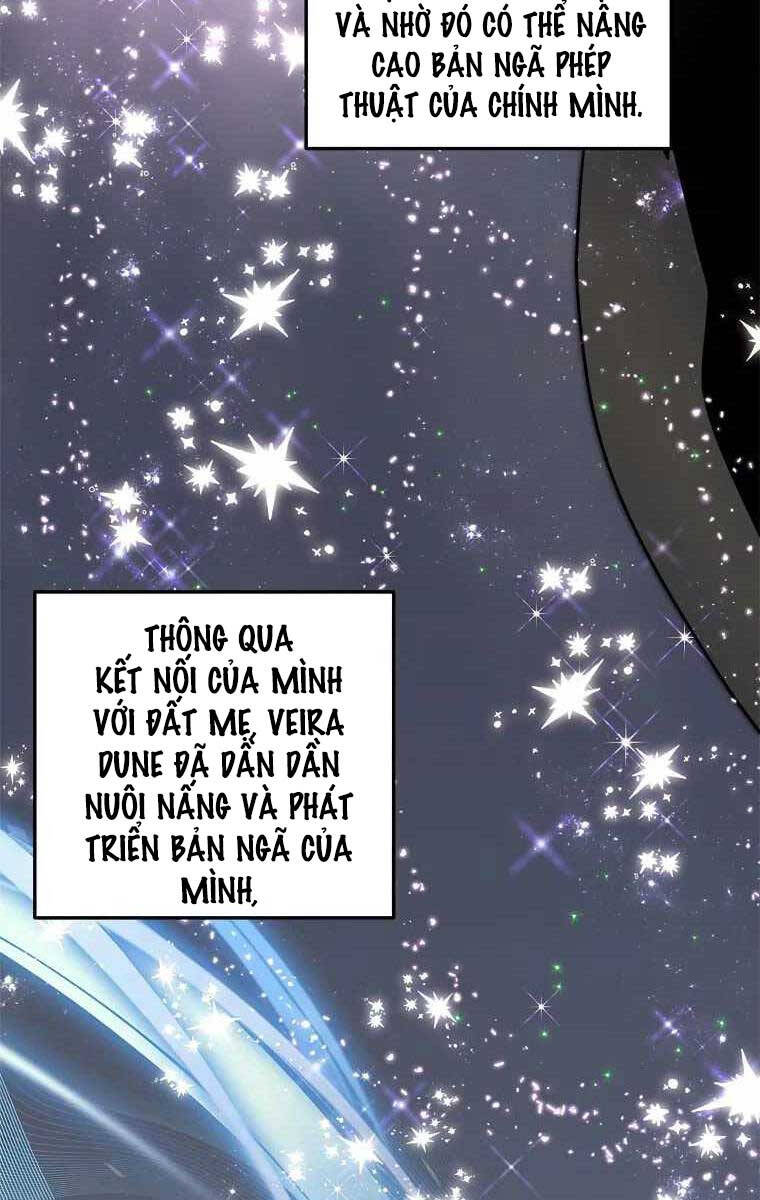 VÀ NHỜ ĐÓ CÓ THỂ NÂNG
CAO BẢN NGÃ PHÉP
THUẬT CỦA CHÍNH MÌNH.
THÔNG QUA
KẾT NỐI CỦA MÌNH
VỚI ĐẤT MẸ, VEIRA
DUNE ĐÃ DẦN DẦN
NUÔI NẤNG VÀ PHÁT
TRIỂN BẢN NGÃ CỦA
MÌNH,